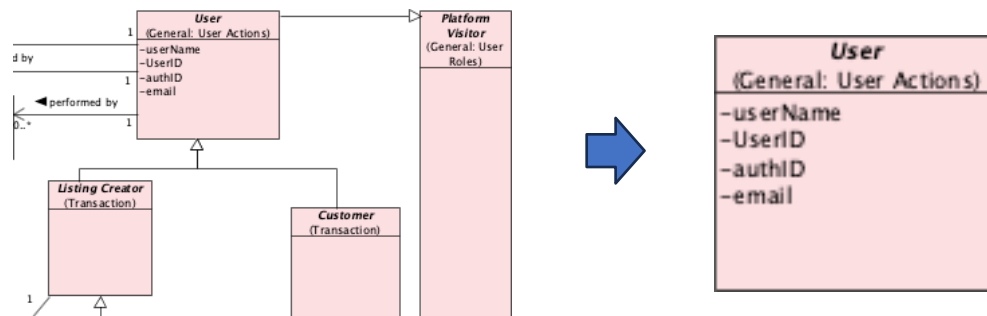 User
(General: User Actions)
-userName
-UserID
-authID
-email
1
d by
1
◄ performed by
0..*
1
Platform
Visitor
(General: User
Roles)
Listing Creator
(Transaction)
Customer
(Transaction)
1
User
(General: User Actions)
-userName
-UserID
-authID
-email